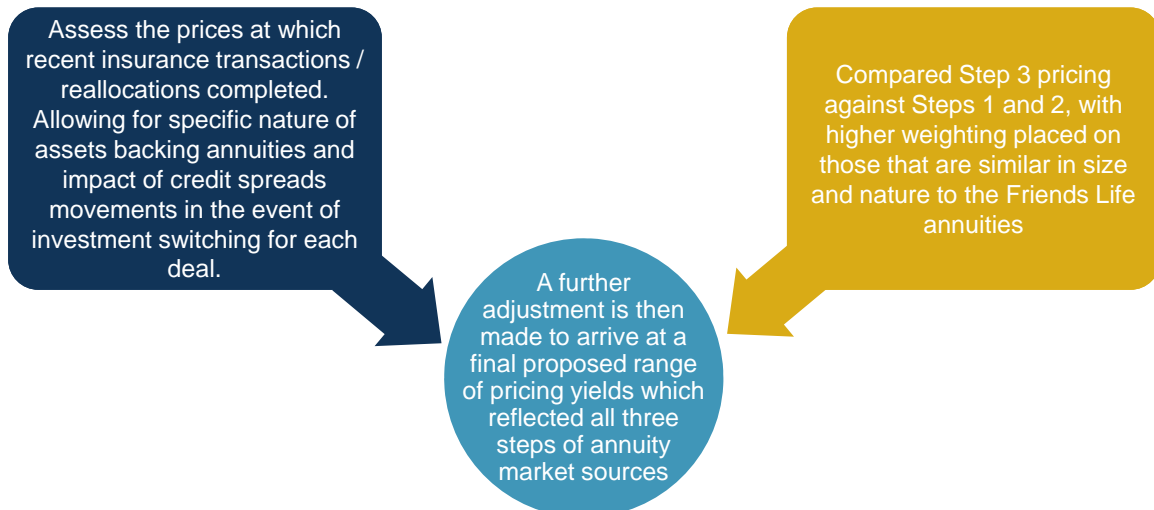 Assess the prices at which
recent insurance transactions /
reallocations completed.
Allowing for specific nature of
assets backing annuities and
impact of credit spreads
movements in the event of
investment switching for each
deal.
Compared Step 3 pricing
against Steps 1 and 2, with
higher weighting placed on
those that are similar in size
and nature to the Friends Life
annuities
A further
adjustment is then
made to arrive at a
final proposed range
of pricing yields which
reflected all three
steps of annuity
market sources